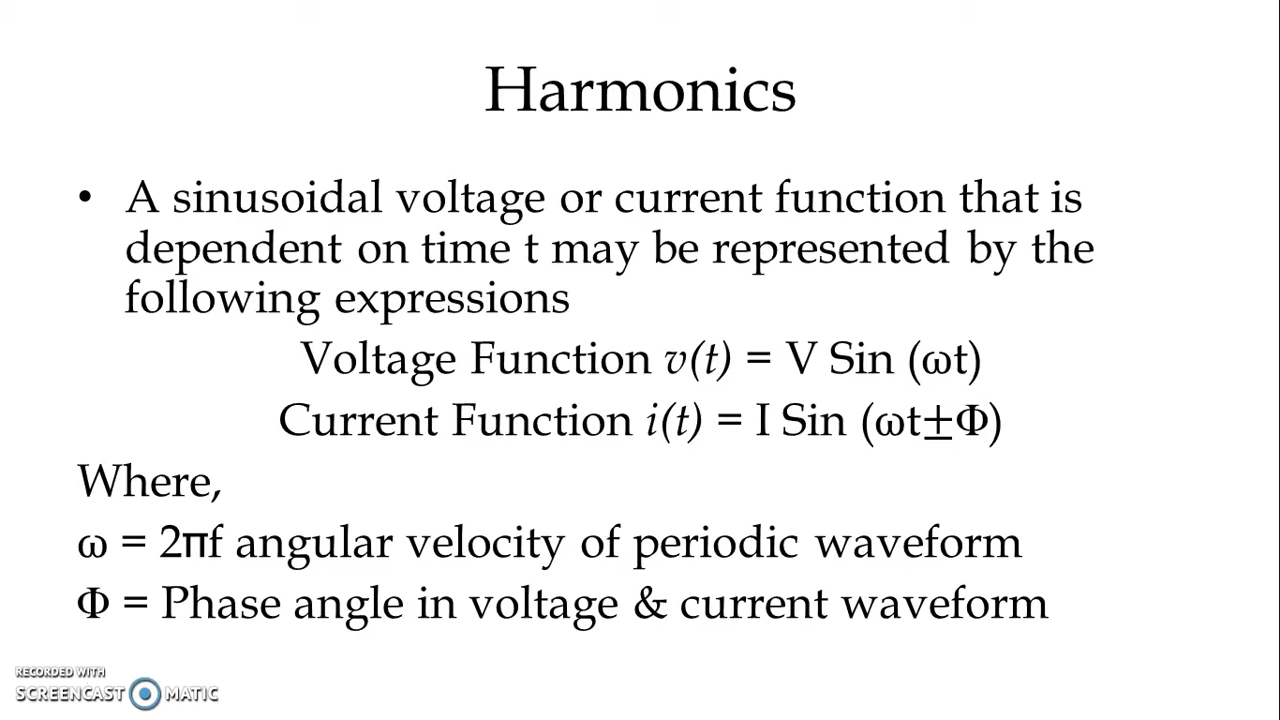 Harmonics
• A sinusoidal voltage or current function that is
dependent on time t may be represented by the
following expressions
Voltage Function v(t) = V Sin (ωt)
Current Function i(t) = I Sin (ωt±Φ)
Where,
ω = 2πf angular velocity of periodic waveform
Φ = Phase angle in voltage & current waveform
RECORDED WITH
SCREENCAST MATIC